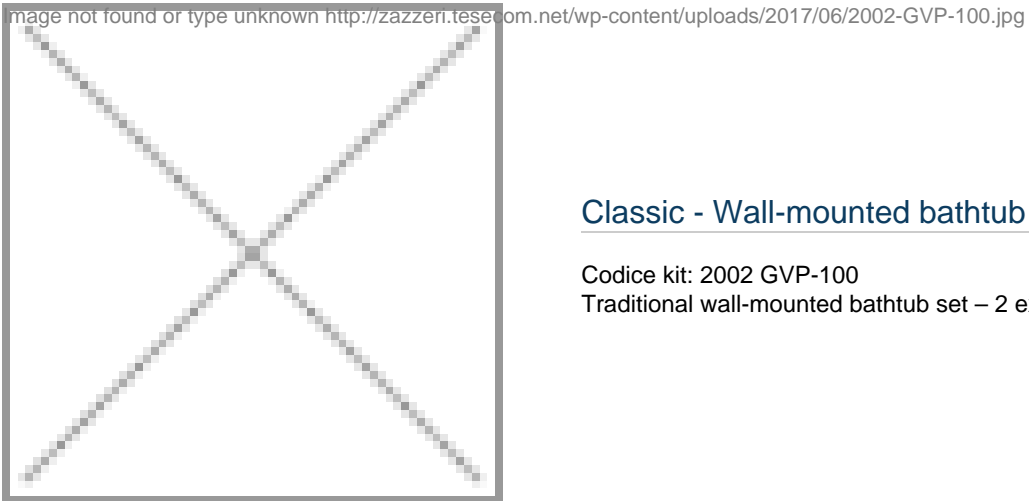 Image not found or type unknown http://zazzeri.tesecom.net/wp-content/uploads/2017/06/2002-GVP-100.jpg
Classic - Wall-mounted bathtub
Codice kit: 2002 GVP-100
Traditional wall-mounted bathtub set – 2 e